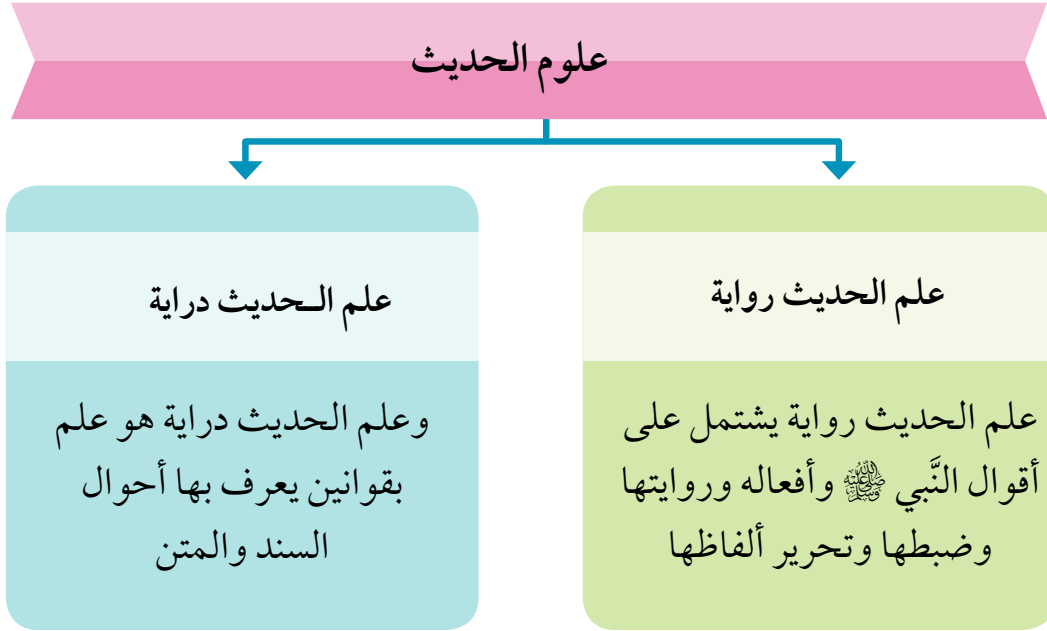 علوم الحديث
علم الحديث رواية
علم الحديث رواية يشتمل على
أقوال النَّبي ﷺ وأفعاله وروايتها
وضبطها وتحرير ألفاظها
علم الـحديث دراية
وعلم الحديث دراية هو علم
بقوانين يعرف بها أحوال
السند والمتن